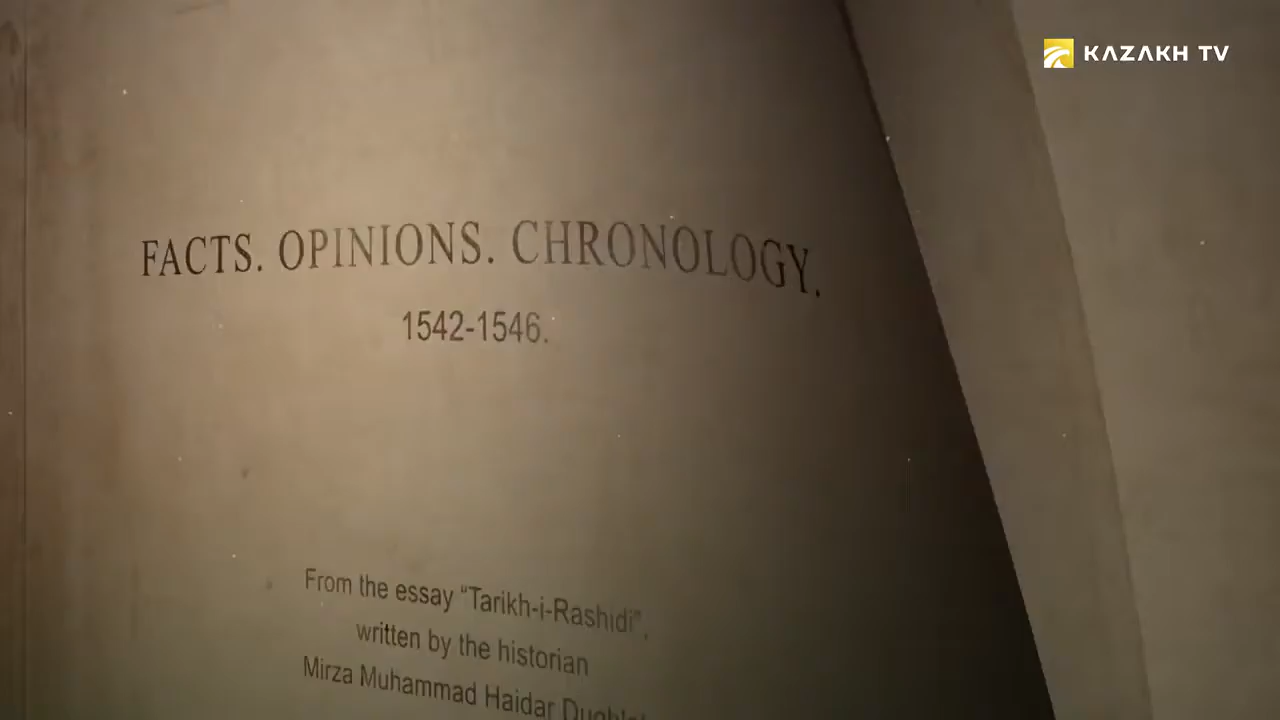 KAZAKH TV
FACTS. OPINIONS. CHRONOLOGY.
1542-1546.
From the essay “Tarikh-i-Rashidi”,
written by the historian
Mirza Muhammad Haidar